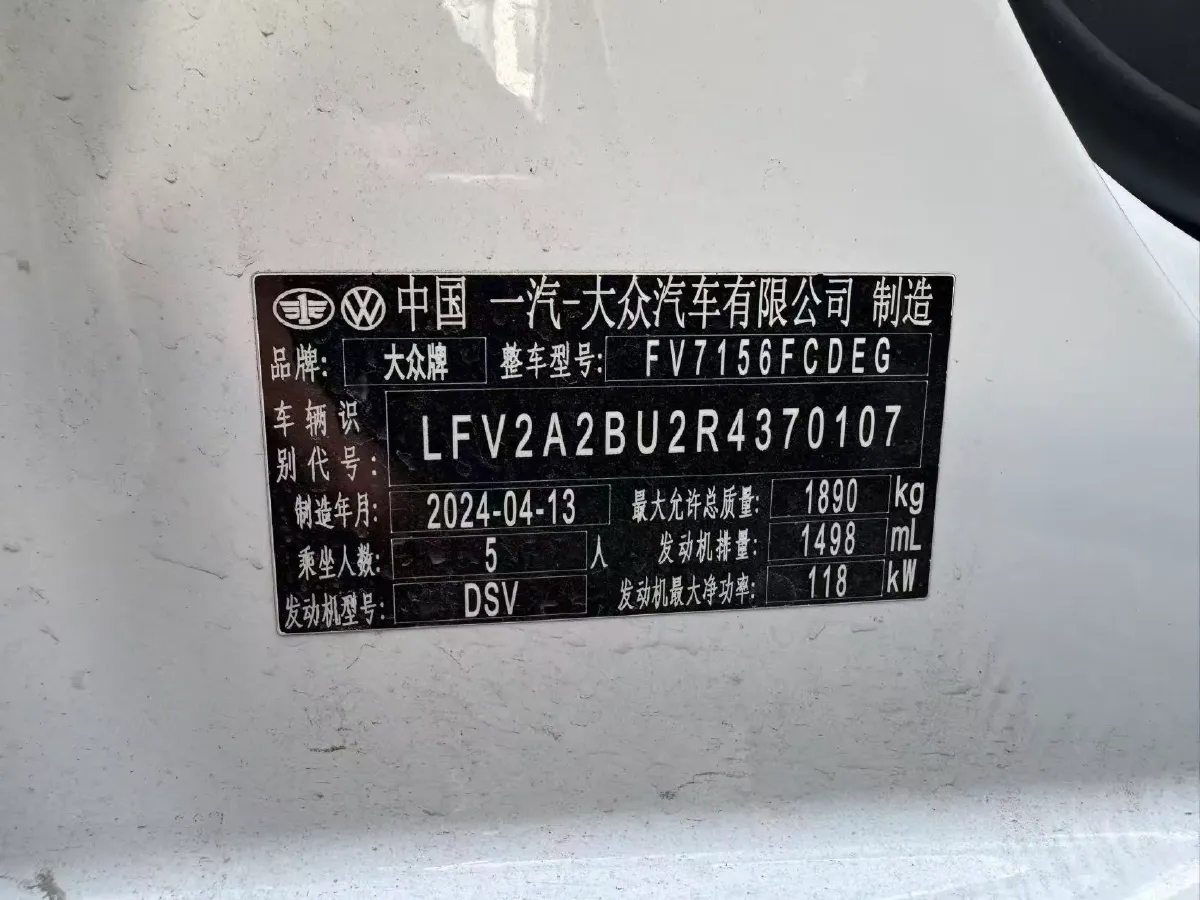 中国 一汽-大众汽车有限公司 制造
品牌: 大众牌 整车型号: FV7156FCDEG
车辆识别代号: LFV2A2BU2R4370107
制造年月: 2024-04-13 最大允许总质量: 1890 kg
乘坐人数: 5 人 发动机排量: 1498 mL
发动机型号: DSV 发动机最大净功率: 118 kW